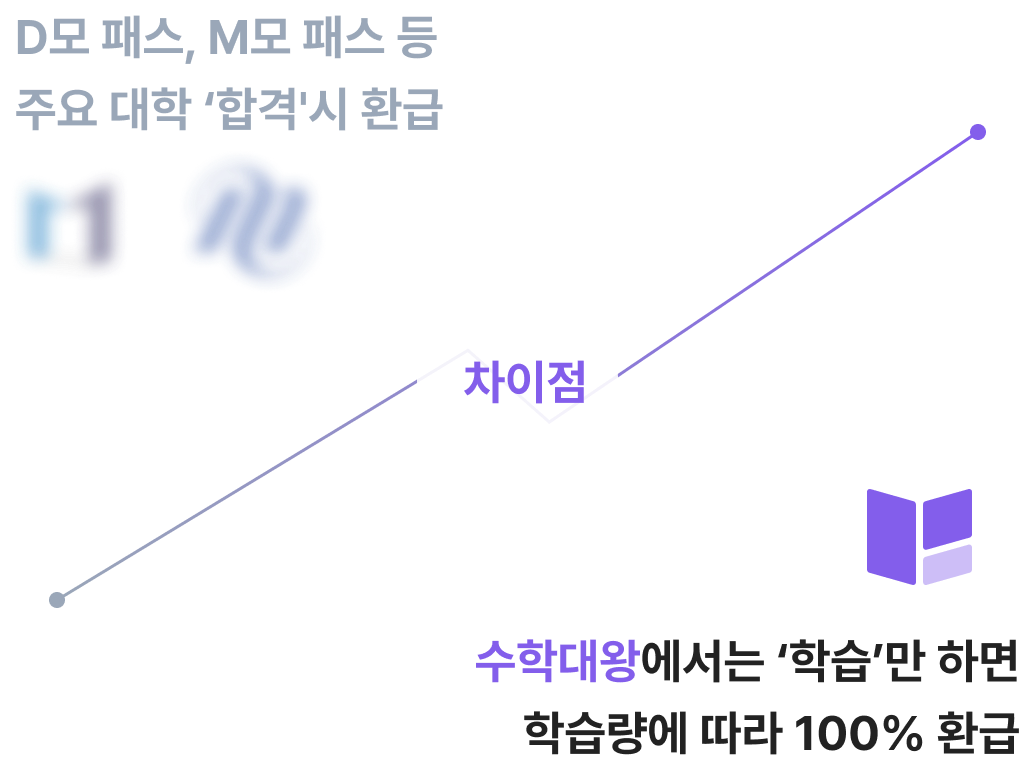 D모 패스, M모 패스 등
주요 대학 ‘합격'시 환급
차이점
수학대왕에서는 ‘학습’만 하면
학습량에 따라 100% 환급